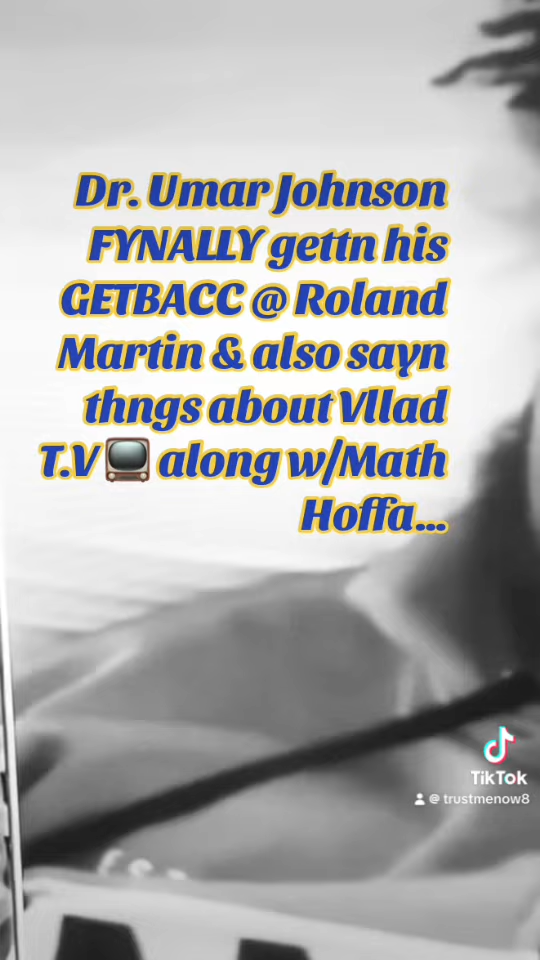 Dr. Umar Johnson
FYNALLY gettn his
GETBACC @ Roland
Martin & also sayn
thngs about Vllad
T.V📺 along w/Math
Hoffa...
TikTok
@ trustmenow8